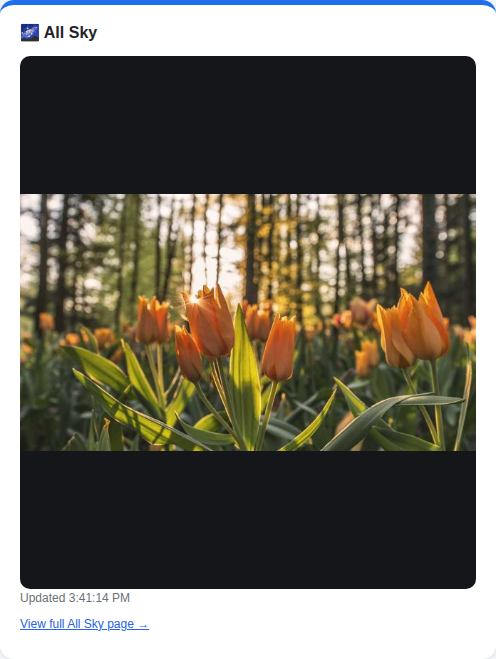 All Sky
Updated 3:41:14 PM
View full All Sky page →